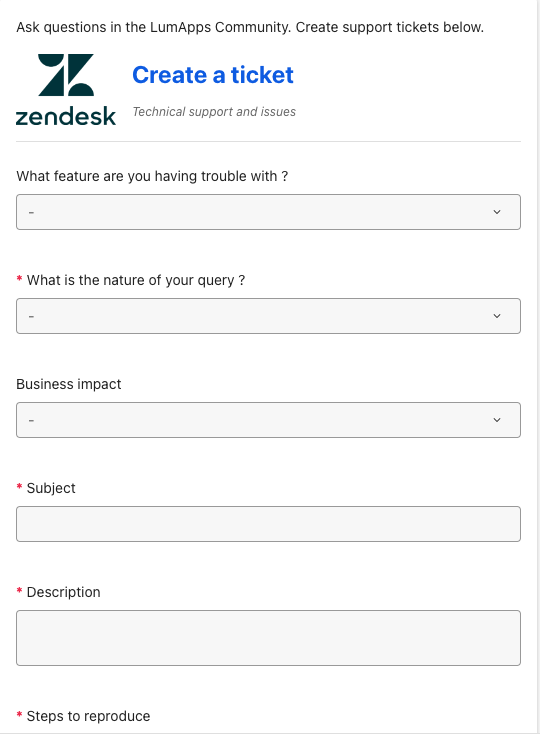 Ask questions in the LumApps Community. Create support tickets below.
zendesk
Create a ticket
Technical support and issues
What feature are you having trouble with ?
-
* What is the nature of your query ?
-
Business impact
-
* Subject
* Description
* Steps to reproduce